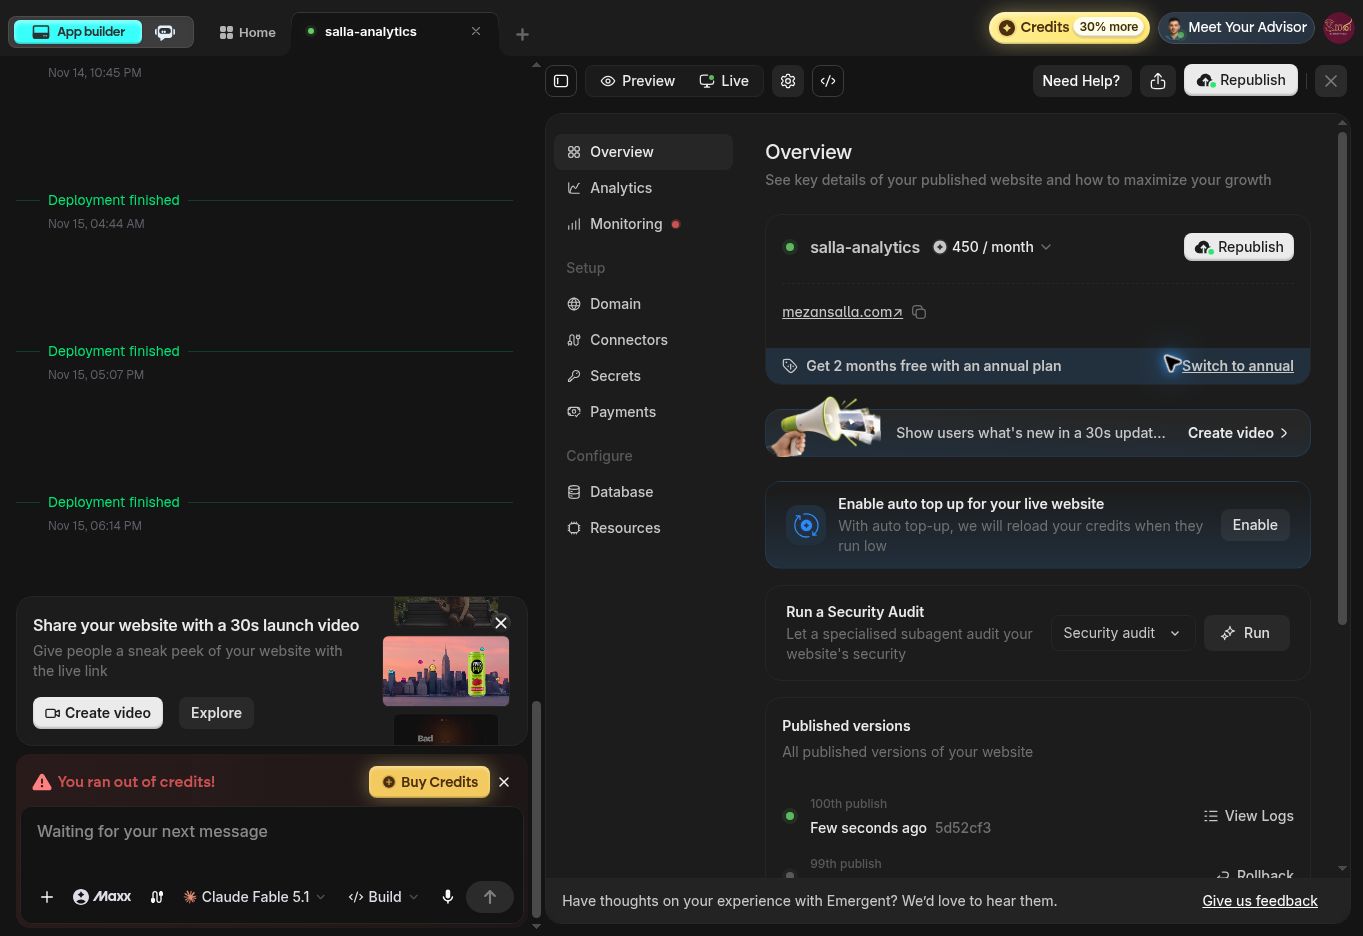 App builder
Home
salla-analytics
Credits
30% more
Meet Your Advisor
Nov 14, 10:45 PM
Deployment finished
Nov 15, 04:44 AM
Deployment finished
Nov 15, 05:07 PM
Deployment finished
Nov 15, 06:14 PM
Share your website with a 30s launch video
Give people a sneak peek of your website with
the live link
Create video
Explore
Bad
You ran out of credits!
Buy Credits
Waiting for your next message
Maxx
Claude Fable 5.1
Build
Preview
Live
Need Help?
Republish
Overview
Analytics
Monitoring
Setup
Domain
Connectors
Secrets
Payments
Configure
Database
Resources
Overview
See key details of your published website and how to maximize your growth
salla-analytics
450 / month
Republish
mezansalla.com↗
Get 2 months free with an annual plan
Switch to annual
Show users what's new in a 30s updat...
Create video
Enable auto top up for your live website
With auto top-up, we will reload your credits when they
run low
Enable
Run a Security Audit
Let a specialised subagent audit your
website's security
Security audit
Run
Published versions
All published versions of your website
100th publish
Few seconds ago 5d52cf3
View Logs
99th publish
Rollback
Have thoughts on your experience with Emergent? We'd love to hear them.
Give us feedback